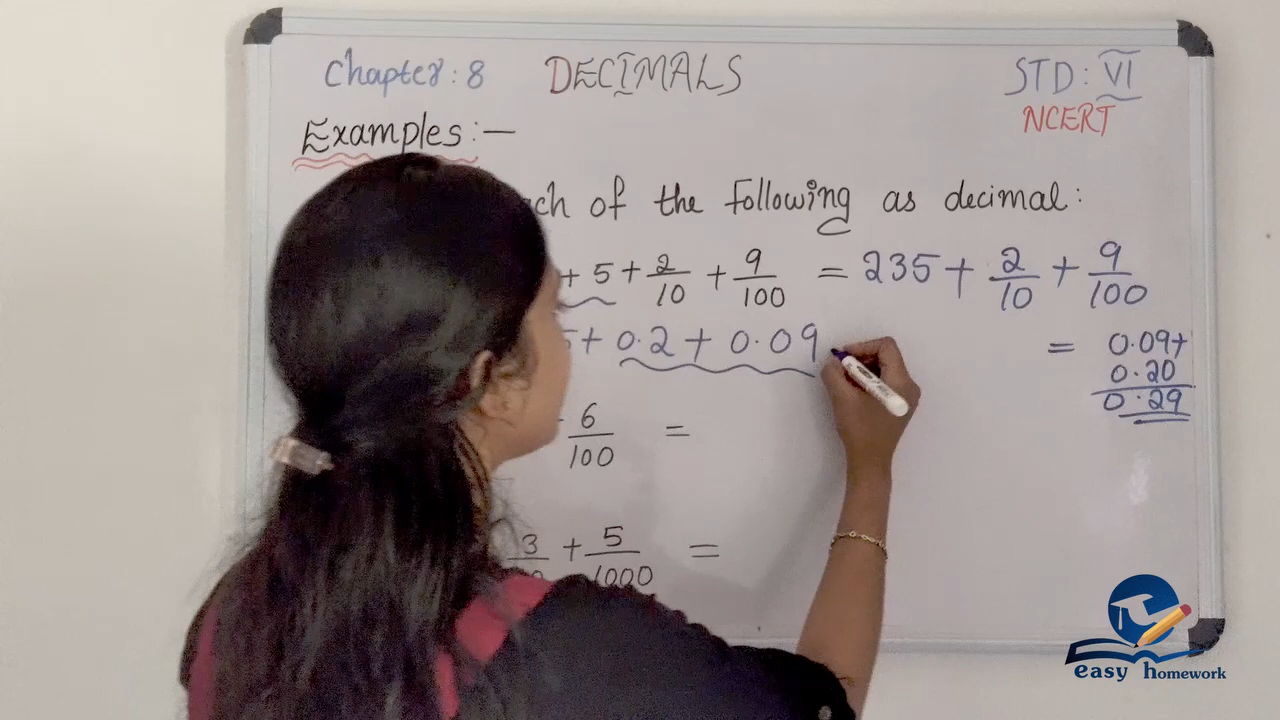 Chapter: 8 DECIMALS STD: VI
NCERT
Examples:—
of the following as decimal:
+ 5 + 2/10 + 9/100 = 235 + 2/10 + 9/100
+ 0.2 + 0.09 = 0.09+
0.20
0.29
6/100 =
3 + 5/1000 =
easy homework